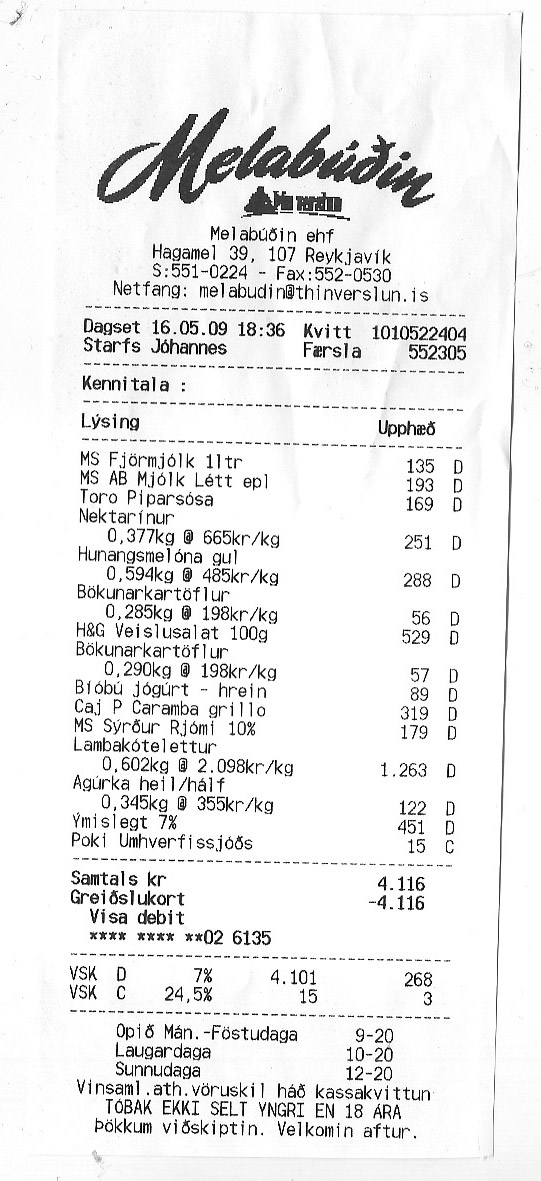 Melabúðin
Þín verslun
Melabúðin ehf
Hagamel 39, 107 Reykjavík
S:551-0224 - Fax:552-0530
Netfang: melabudin@thinverslun.is
Dagset 16.05.09 18:36 Kvitt 1010522404
Starfs Jóhannes Færsla 552305
Kennitala :
Lýsing Upphæð
MS Fjörmjólk 1ltr 135 D
MS AB Mjólk Létt epl 193 D
Toro Piparsósa 169 D
Nektarínur
0,377kg @ 665kr/kg 251 D
Hunangsmelóna gul
0,594kg @ 485kr/kg 288 D
Bökunarkartöflur
0,285kg @ 198kr/kg 56 D
H&G Veislusalat 100g 529 D
Bökunarkartöflur
0,290kg @ 198kr/kg 57 D
Bíóbú jógúrt - hrein 89 D
Caj P Caramba grillo 319 D
MS Sýrður Rjómi 10% 179 D
Lambakótelettur
0,602kg @ 2.098kr/kg 1.263 D
Agúrka heil/hálf
0,345kg @ 355kr/kg 122 D
Ýmislegt 7% 451 D
Poki Umhverfissjóðs 15 C
Samtals kr 4.116
Greiðslukort -4.116
Visa debit
**** **** **02 6135
VSK D 7% 4.101 268
VSK C 24,5% 15 3
Opið Mán.-Föstudaga 9-20
Laugardaga 10-20
Sunnudaga 12-20
Vinsaml.ath.vöruskil háð kassakvittun
TÓBAK EKKI SELT YNGRI EN 18 ÁRA
Þökkum viðskiptin. Velkomin aftur.